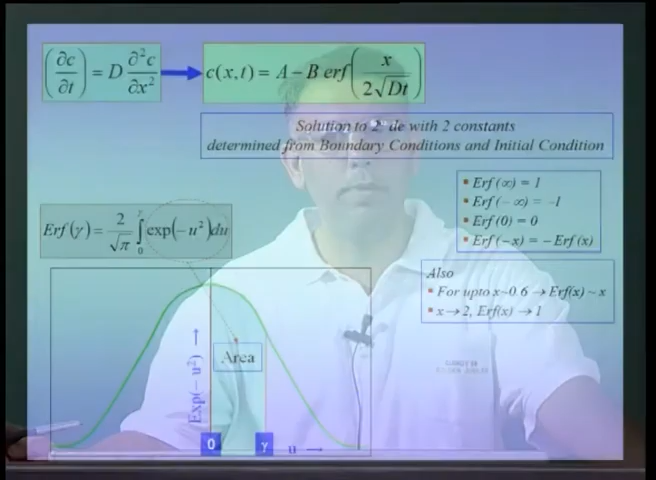 (∂c/∂t) = D ∂²c/∂x² → c(x,t) = A − B erf(x / 2√Dt)
Solution to 2° de with 2 constants
determined from Boundary Conditions and Initial Condition
▪ Erf (∞) = 1
▪ Erf (− ∞) = −1
▪ Erf (0) = 0
▪ Erf (−x) = −Erf (x)
Erf (γ) = 2/√π ∫₀^γ exp(−u²)du
Also
▪ For upto x~0.6 → Erf(x) ~ x
▪ x → 2, Erf(x) → 1
Exp(− u²) →
Area
0 γ u →